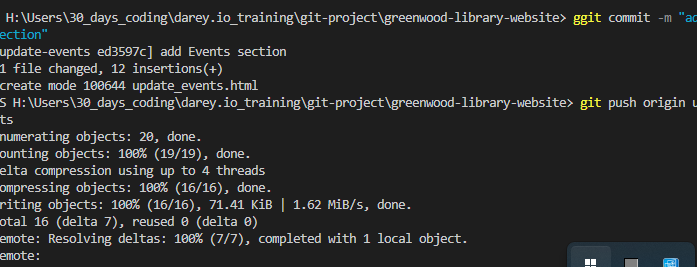 H:\Users\30_days_coding\darey.io_training\git-project\greenwood-library-website> ggit commit -m "ad
ection"
update-events ed3597c] add Events section
1 file changed, 12 insertions(+)
create mode 100644 update_events.html
S H:\Users\30_days_coding\darey.io_training\git-project\greenwood-library-website> git push origin u
ts
numerating objects: 20, done.
ounting objects: 100% (19/19), done.
elta compression using up to 4 threads
ompressing objects: 100% (16/16), done.
riting objects: 100% (16/16), 71.41 KiB | 1.62 MiB/s, done.
otal 16 (delta 7), reused 0 (delta 0)
emote: Resolving deltas: 100% (7/7), completed with 1 local object.
emote: